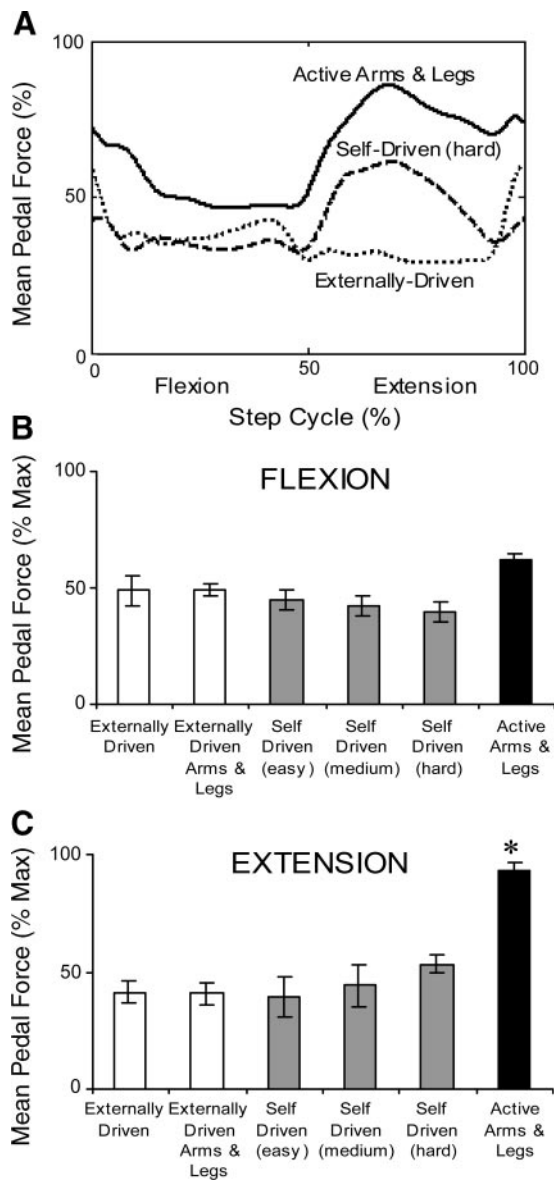 A
Mean Pedal Force (%)
100
50
0
Active Arms & Legs
Self-Driven (hard)
Externally-Driven
0 50 100
Flexion Extension
Step Cycle (%)
B
FLEXION
Mean Pedal Force (% Max)
100
50
0
Externally Externally Self Self Self Active
Driven Driven Driven Driven Driven Arms &
Arms & (easy) (medium) (hard) Legs
Legs
C
EXTENSION
Mean Pedal Force (% Max)
100
50
0
*
Externally Externally Self Self Self Active
Driven Driven Driven Driven Driven Arms &
Arms & (easy) (medium) (hard) Legs
Legs